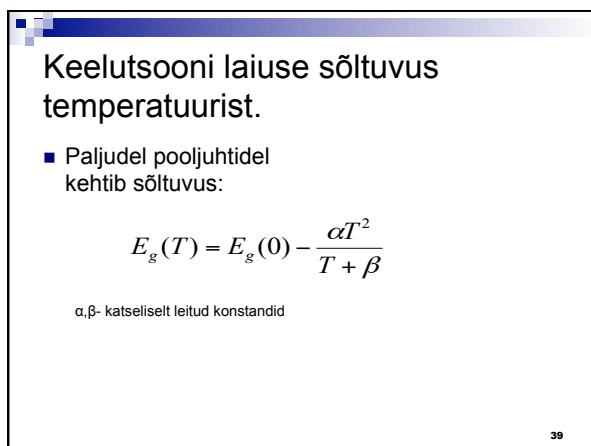 Keelutsooni laiuse sõltuvus
temperatuurist.
Paljudel pooljuhtidel
kehtib sõltuvus:
E_g(T) = E_g(0) − αT² / (T + β)
α,β- katseliselt leitud konstandid
39